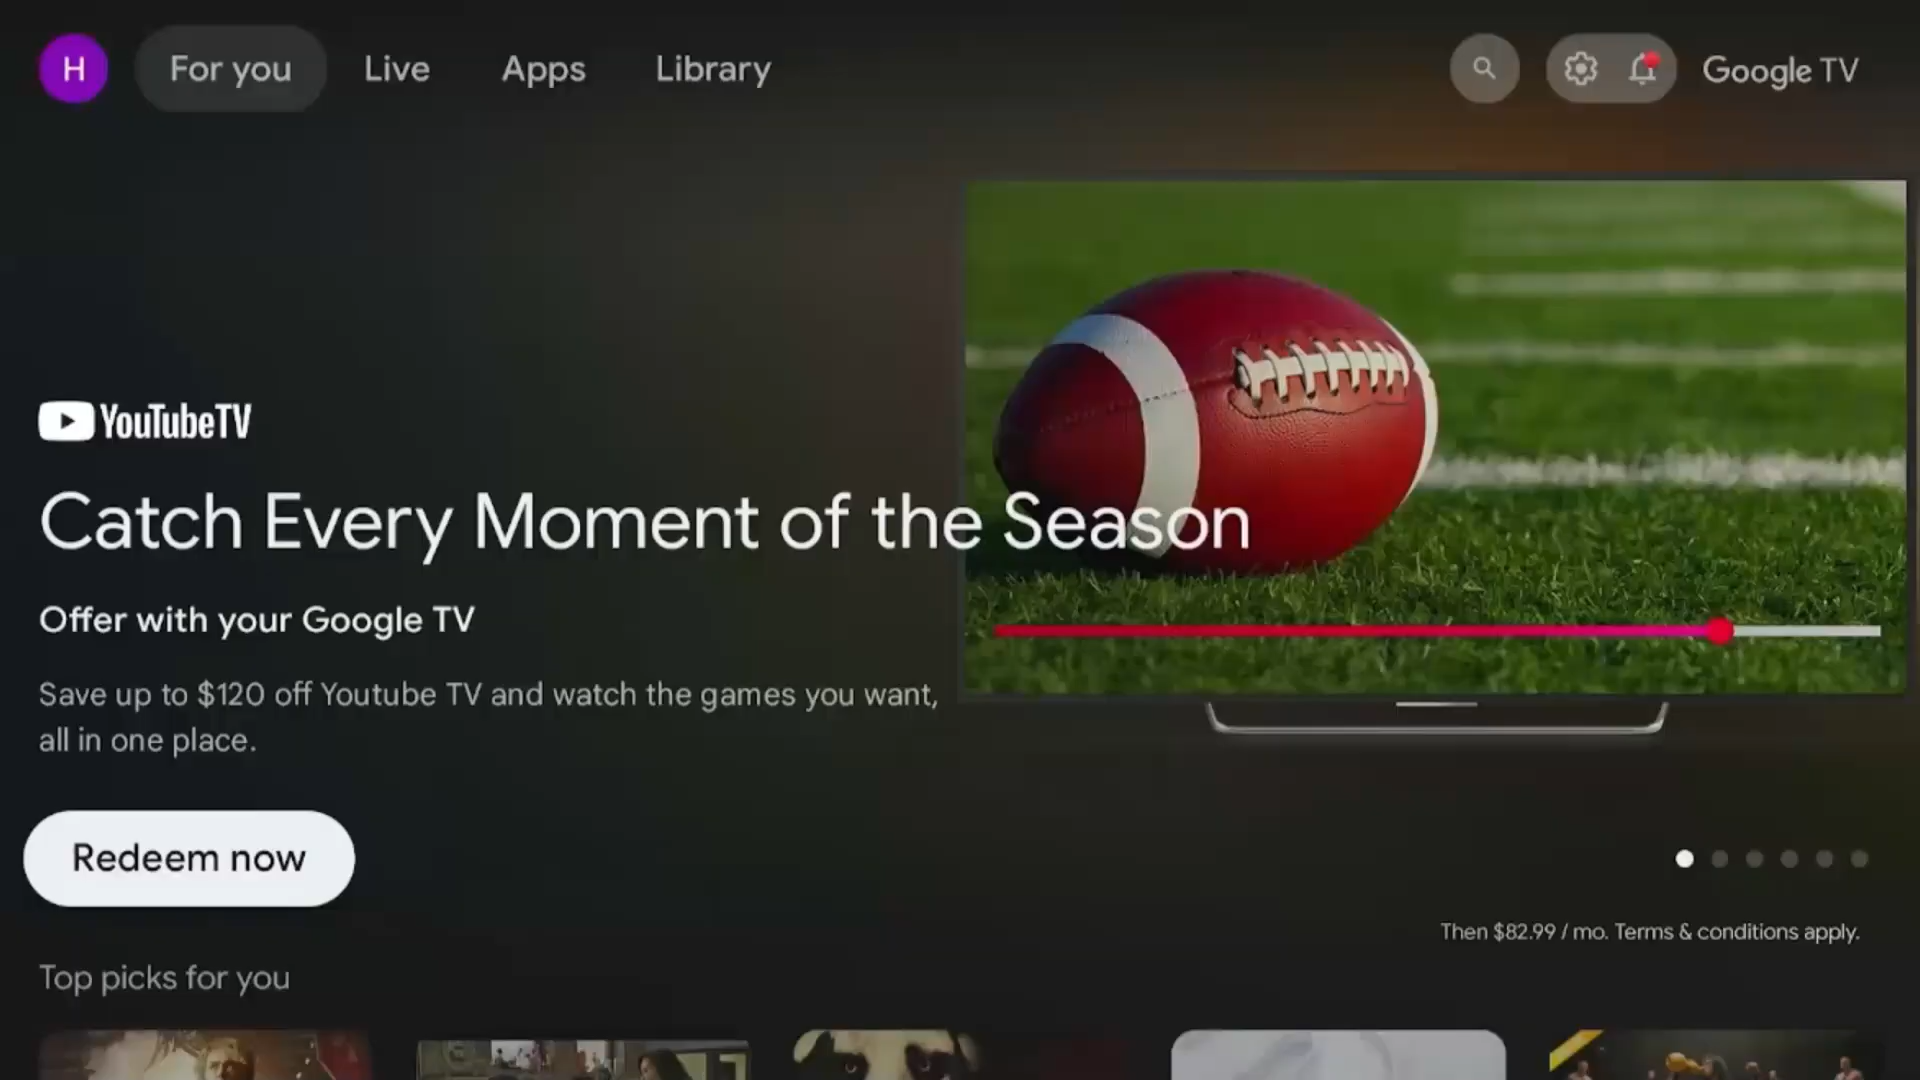 H
For you
Live
Apps
Library
Google TV
YouTubeTV
Catch Every Moment of the Season
Offer with your Google TV
Save up to $120 off Youtube TV and watch the games you want,
all in one place.
Redeem now
Then $82.99 / mo. Terms & conditions apply.
Top picks for you